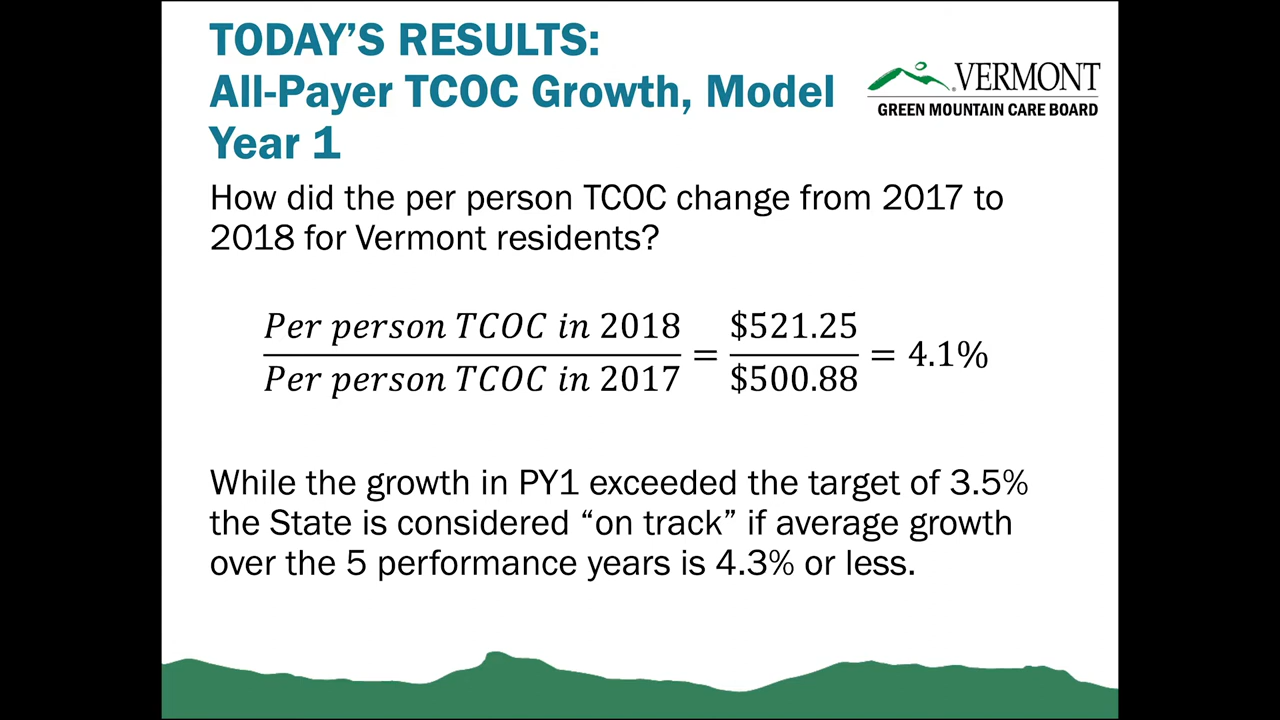 TODAY’S RESULTS:
All-Payer TCOC Growth, Model
Year 1
VERMONT
GREEN MOUNTAIN CARE BOARD
How did the per person TCOC change from 2017 to
2018 for Vermont residents?
Per person TCOC in 2018 / Per person TCOC in 2017 = $521.25 / $500.88 = 4.1%
While the growth in PY1 exceeded the target of 3.5%
the State is considered “on track” if average growth
over the 5 performance years is 4.3% or less.